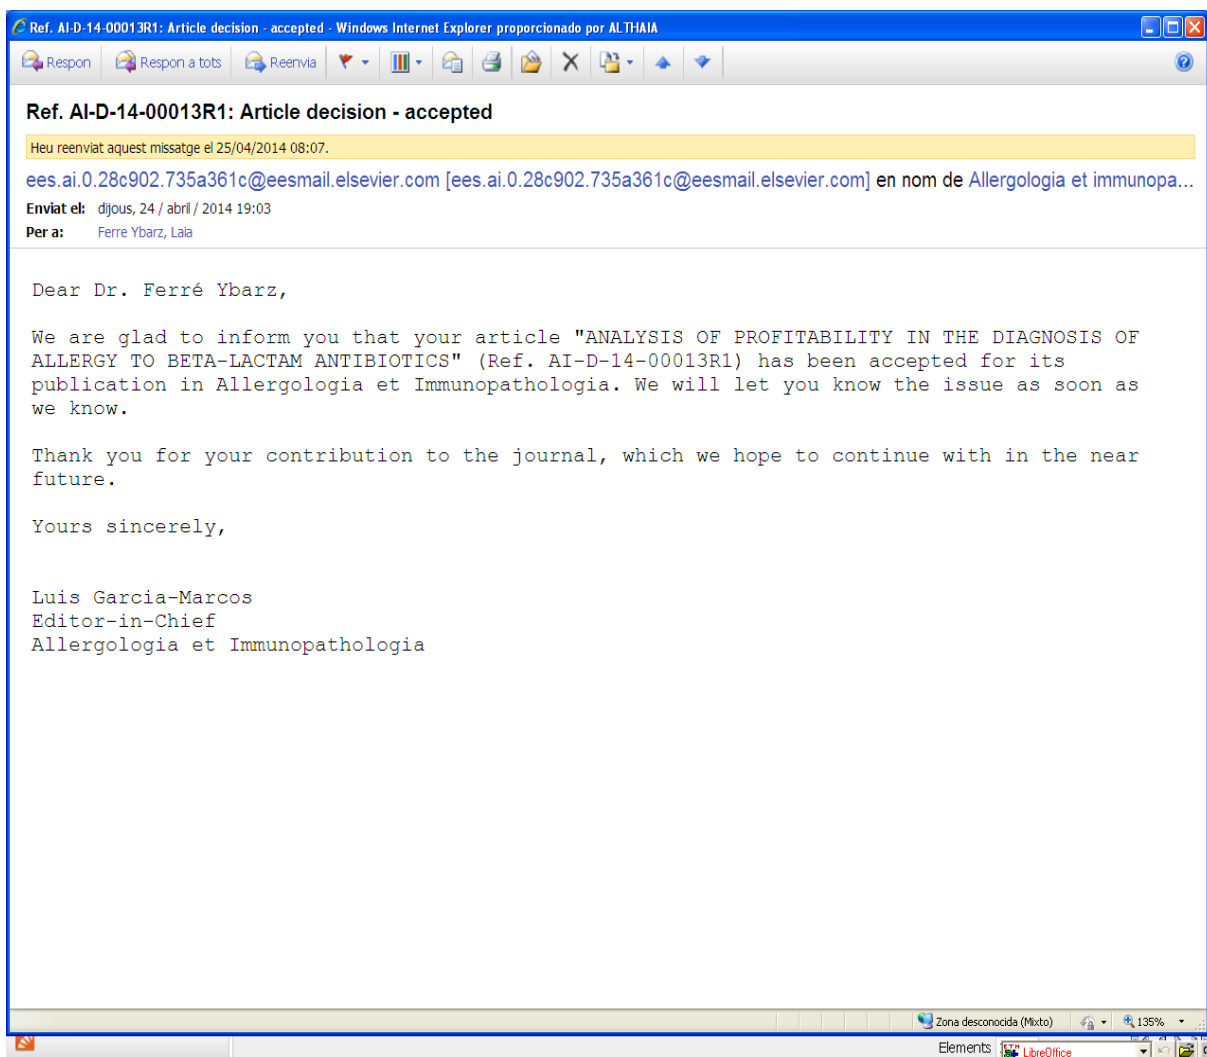 Ref. AI-D-14-00013R1: Article decision - accepted - Windows Internet Explorer proporcionado por ALTHAIA
Respon Respon a tots Reenvia
Ref. AI-D-14-00013R1: Article decision - accepted
Heu reenviat aquest missatge el 25/04/2014 08:07.
ees.ai.0.28c902.735a361c@eesmail.elsevier.com [ees.ai.0.28c902.735a361c@eesmail.elsevier.com] en nom de Allergologia et immunopa...
Enviat el: dijous, 24 / abril / 2014 19:03
Per a: Ferre Ybarz, Laia
Dear Dr. Ferré Ybarz,
We are glad to inform you that your article "ANALYSIS OF PROFITABILITY IN THE DIAGNOSIS OF
ALLERGY TO BETA-LACTAM ANTIBIOTICS" (Ref. AI-D-14-00013R1) has been accepted for its
publication in Allergologia et Immunopathologia. We will let you know the issue as soon as
we know.
Thank you for your contribution to the journal, which we hope to continue with in the near
future.
Yours sincerely,
Luis Garcia-Marcos
Editor-in-Chief
Allergologia et Immunopathologia
Zona desconocida (Mixto) 135%
Elements LibreOffice